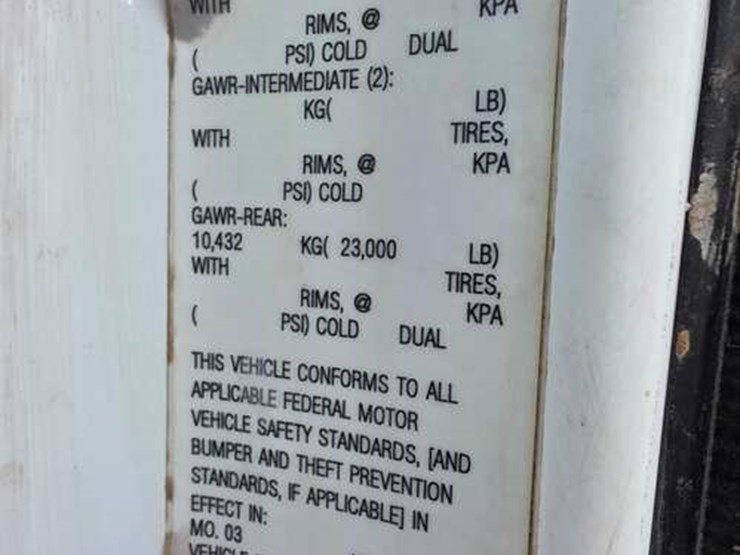 WITH KPA
RIMS, @
( PSI) COLD DUAL
GAWR-INTERMEDIATE (2):
KG( LB)
WITH TIRES,
RIMS, @ KPA
( PSI) COLD
GAWR-REAR:
10,432 KG( 23,000 LB)
WITH TIRES,
RIMS, @ KPA
( PSI) COLD DUAL
THIS VEHICLE CONFORMS TO ALL
APPLICABLE FEDERAL MOTOR
VEHICLE SAFETY STANDARDS, [AND
BUMPER AND THEFT PREVENTION
STANDARDS, IF APPLICABLE] IN
EFFECT IN:
MO. 03
VEHICLE